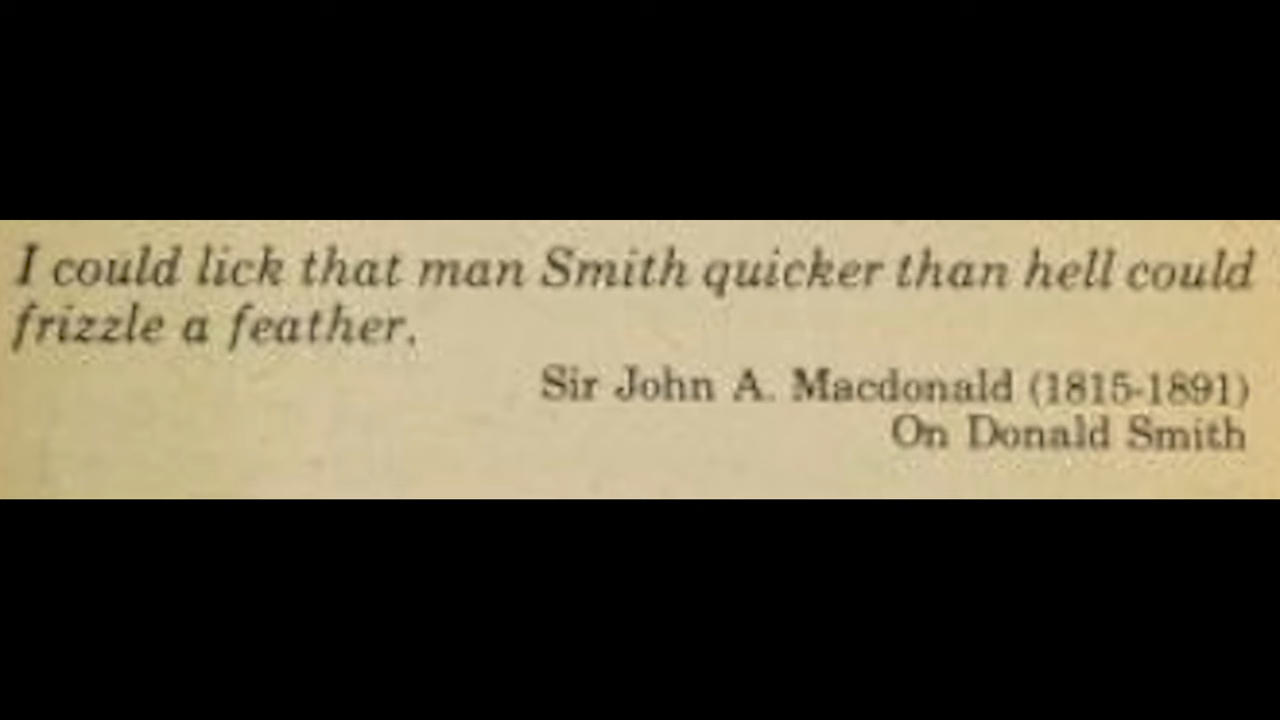 I could lick that man Smith quicker than hell could
frizzle a feather.
Sir John A. Macdonald (1815-1891)
On Donald Smith